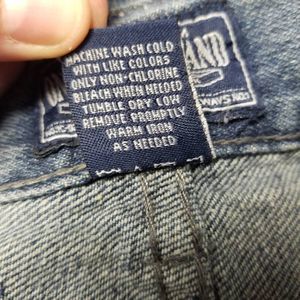 MACHINE WASH COLD
WITH LIKE COLORS
ONLY NON-CHLORINE
BLEACH WHEN NEEDED
TUMBLE DRY LOW
REMOVE PROMPTLY
WARM IRON
AS NEEDED